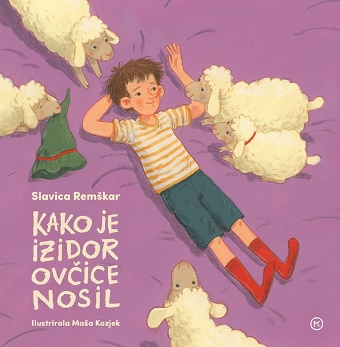 Slavica Remškar
KAKO JE
IZIDOR
OVČICE
NOSIL
Ilustrirala Maša Kozjek